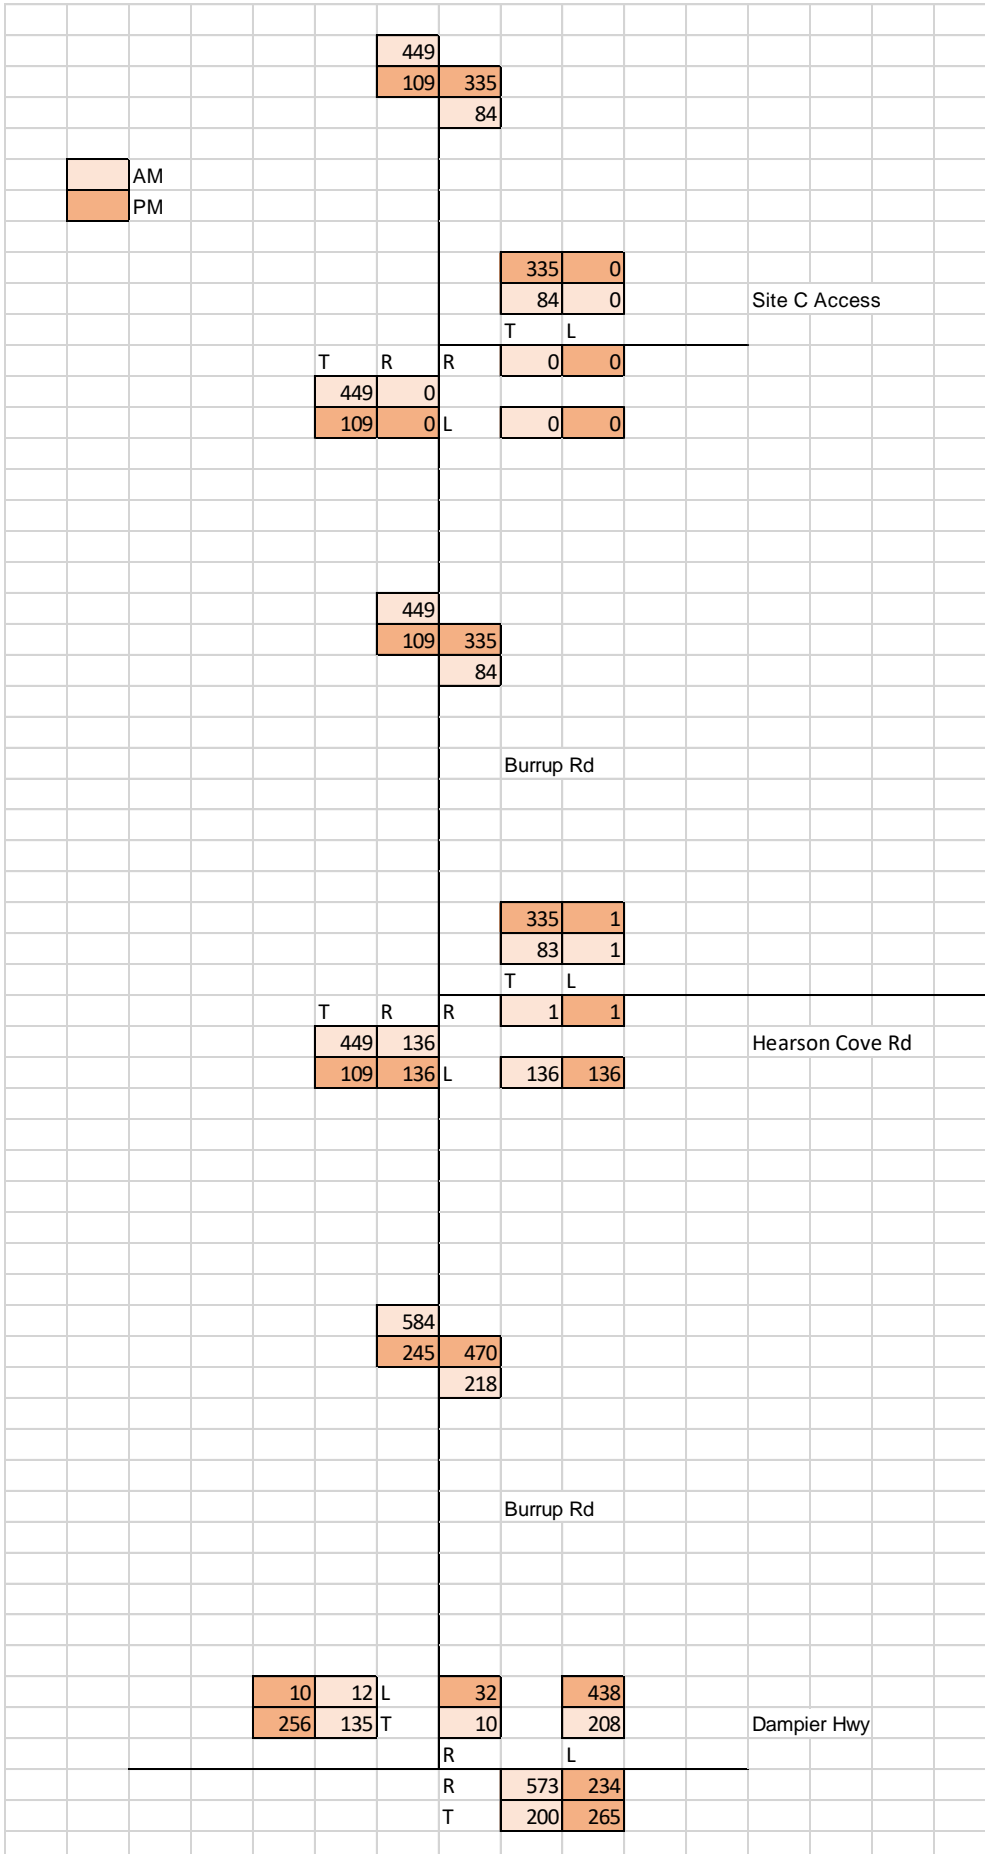 449
109 335
84
AM
PM
335 0
84 0 Site C Access
T L
T R R 0 0
449 0
109 0 L 0 0
449
109 335
84
Burrup Rd
335 1
83 1
T L
T R R 1 1
449 136 Hearson Cove Rd
109 136 L 136 136
584
245 470
218
Burrup Rd
10 12 L 32 438
256 135 T 10 208 Dampier Hwy
R L
R 573 234
T 200 265